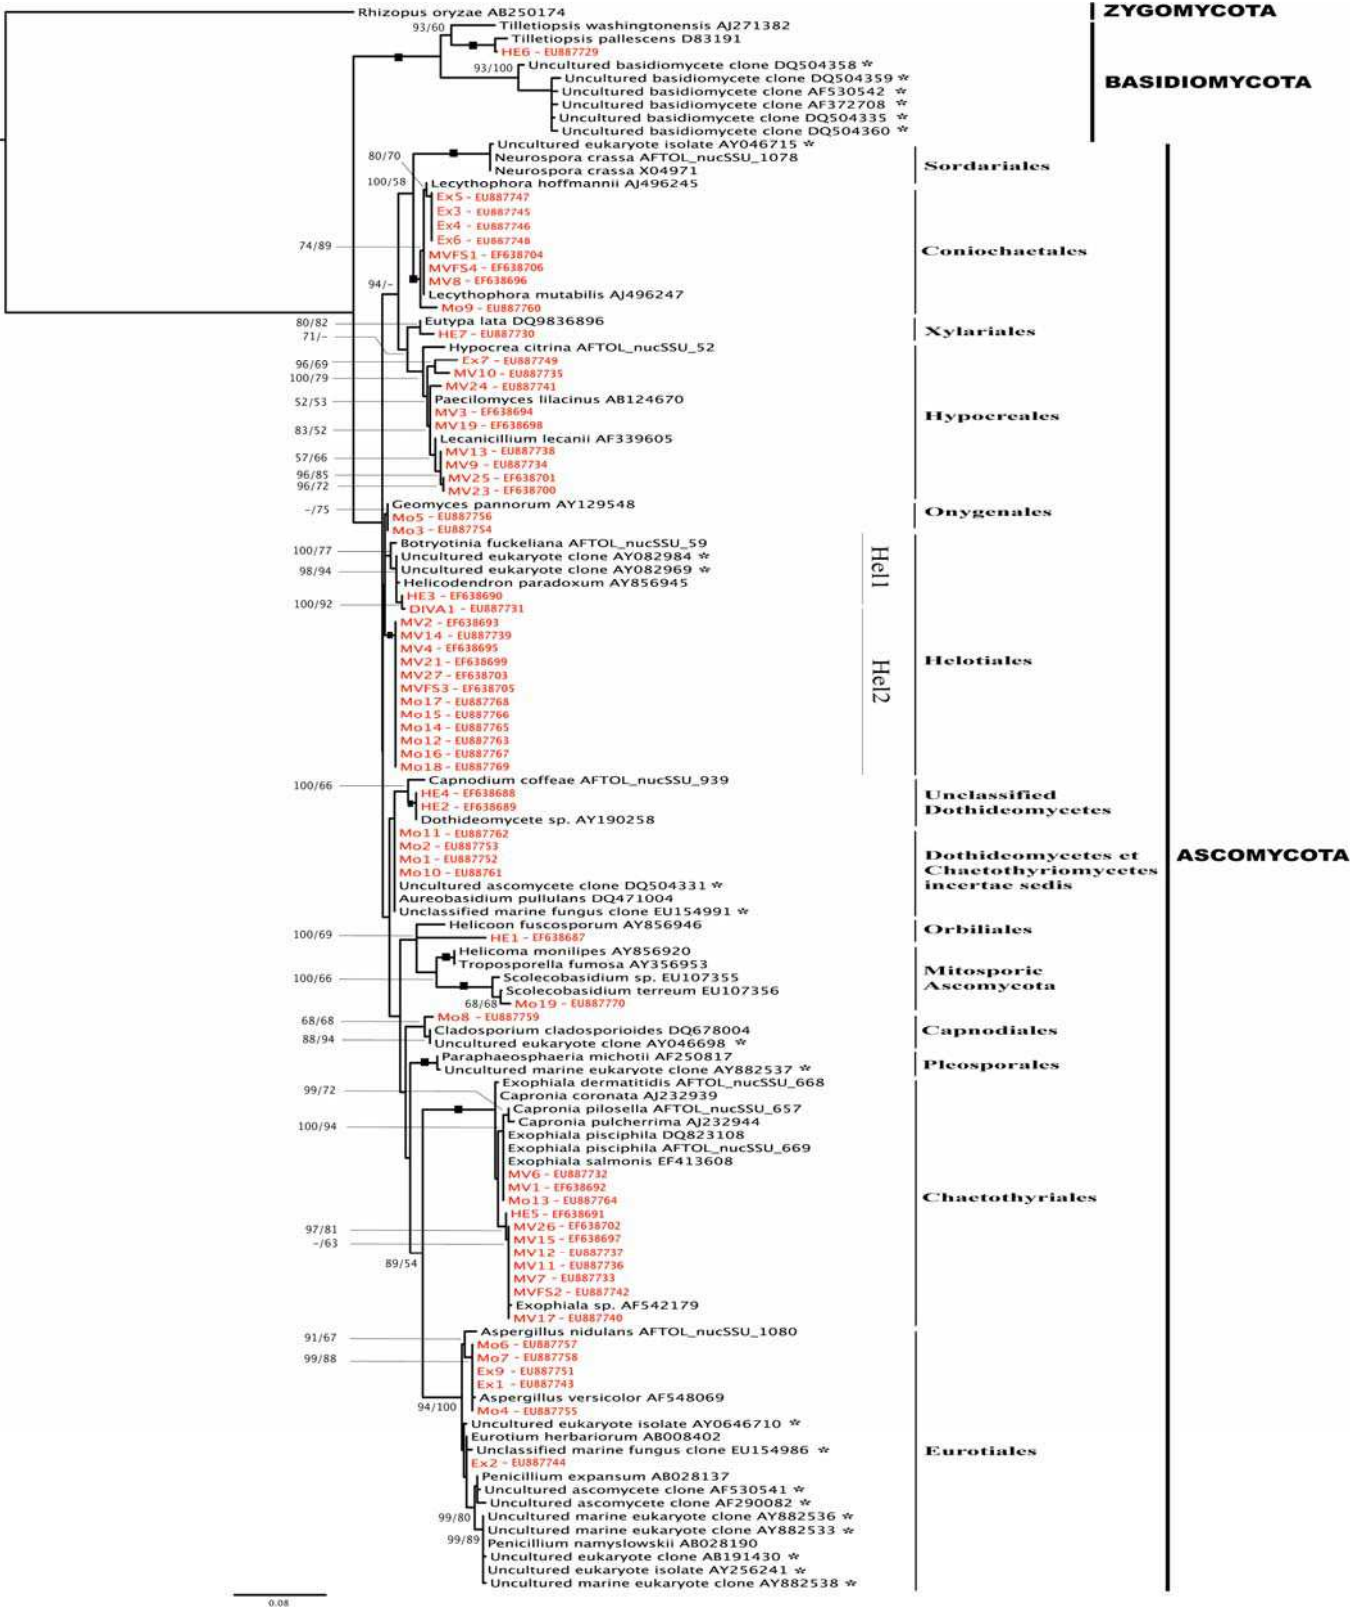 Rhizopus oryzae AB250174
ZYGOMYCOTA
93/60
Tilletiopsis washingtonensis AJ271382
Tilletiopsis pallescens D83191
HE6 - EU887729
93/100
Uncultured basidiomycete clone DQ504358 *
Uncultured basidiomycete clone DQ504359 *
Uncultured basidiomycete clone AF530542 *
Uncultured basidiomycete clone AF372708 *
Uncultured basidiomycete clone DQ504335 *
Uncultured basidiomycete clone DQ504360 *
BASIDIOMYCOTA
Uncultured eukaryote isolate AY046715 *
Neurospora crassa AFTOL_nucSSU_1078
Neurospora crassa X04971
Sordariales
80/70
100/58
Lecythophora hoffmannii AJ496245
Ex5 - EU887747
Ex3 - EU887745
Ex4 - EU887746
Ex6 - EU887748
74/89
MVFS1 - EF638704
MVFS4 - EF638706
MV8 - EF638696
94/-
Lecythophora mutabilis AJ496247
Mo9 - EU887760
Coniochaetales
80/82
Eutypa lata DQ9836896
71/-
HE7 - EU887730
Xylariales
Hypocrea citrina AFTOL_nucSSU_52
96/69
Ex7 - EU887749
100/79
MV10 - EU887735
MV24 - EU887741
52/53
Paecilomyces lilacinus AB124670
MV3 - EF638694
MV19 - EF638698
83/52
Lecanicillium lecanii AF339605
57/66
MV13 - EU887738
MV9 - EU887734
96/85
MV25 - EF638701
96/72
MV23 - EF638700
Hypocreales
-/75
Geomyces pannorum AY129548
Mo5 - EU887756
Mo3 - EU887754
Onygenales
100/77
Botryotinia fuckeliana AFTOL_nucSSU_59
Uncultured eukaryote clone AY082984 *
98/94
Uncultured eukaryote clone AY082969 *
Helicodendron paradoxum AY856945
100/92
HE3 - EF638690
DIVA1 - EU887731
Hel1
MV2 - EF638693
MV14 - EU887739
MV4 - EF638695
MV21 - EF638699
MV27 - EF638703
MVFS3 - EF638705
Mo17 - EU887768
Mo15 - EU887766
Mo14 - EU887765
Mo12 - EU887763
Mo16 - EU887767
Mo18 - EU887769
Hel2
Helotiales
100/66
Capnodium coffeae AFTOL_nucSSU_939
HE4 - EF638688
HE2 - EF638689
Dothideomycete sp. AY190258
Unclassified
Dothideomycetes
Mo11 - EU887762
Mo2 - EU887753
Mo1 - EU887752
Mo10 - EU88761
Uncultured ascomycete clone DQ504331 *
Aureobasidium pullulans DQ471004
Unclassified marine fungus clone EU154991 *
Dothideomycetes et
Chaetothyriomycetes
incertae sedis
ASCOMYCOTA
Helicoon fuscosporum AY856946
100/69
HE1 - EF638687
Orbiliales
Helicoma monilipes AY856920
Troposporella fumosa AY356953
100/66
Scolecobasidium sp. EU107355
Scolecobasidium terreum EU107356
68/68
Mo19 - EU887770
Mitosporic
Ascomycota
68/68
Mo8 - EU887759
Cladosporium cladosporioides DQ678004
88/94
Uncultured eukaryote clone AY046698 *
Capnodiales
Paraphaeosphaeria michotii AF250817
Uncultured marine eukaryote clone AY882537 *
Pleosporales
99/72
Exophiala dermatitidis AFTOL_nucSSU_668
Capronia coronata AJ232939
Capronia pilosella AFTOL_nucSSU_657
100/94
Capronia pulcherrima AJ232944
Exophiala pisciphila DQ823108
Exophiala pisciphila AFTOL_nucSSU_669
Exophiala salmonis EF413608
MV6 - EU887732
MV1 - EF638692
Mo13 - EU887764
HE5 - EF638691
97/81
MV26 - EF638702
-/63
MV15 - EF638697
MV12 - EU887737
MV11 - EU887736
89/54
MV7 - EU887733
MVFS2 - EU887742
Exophiala sp. AF542179
MV17 - EU887740
Chaetothyriales
91/67
Aspergillus nidulans AFTOL_nucSSU_1080
Mo6 - EU887757
99/88
Mo7 - EU887758
Ex9 - EU887751
Ex1 - EU887743
Aspergillus versicolor AF548069
94/100
Mo4 - EU887755
Uncultured eukaryote isolate AY0646710 *
Eurotium herbariorum AB008402
Unclassified marine fungus clone EU154986 *
Ex2 - EU887744
Penicillium expansum AB028137
Uncultured ascomycete clone AF530541 *
Uncultured ascomycete clone AF290082 *
99/80
Uncultured marine eukaryote clone AY882536 *
Uncultured marine eukaryote clone AY882533 *
99/89
Penicillium namyslowskii AB028190
Uncultured eukaryote clone AB191430 *
Uncultured eukaryote isolate AY256241 *
Uncultured marine eukaryote clone AY882538 *
Eurotiales
0.08